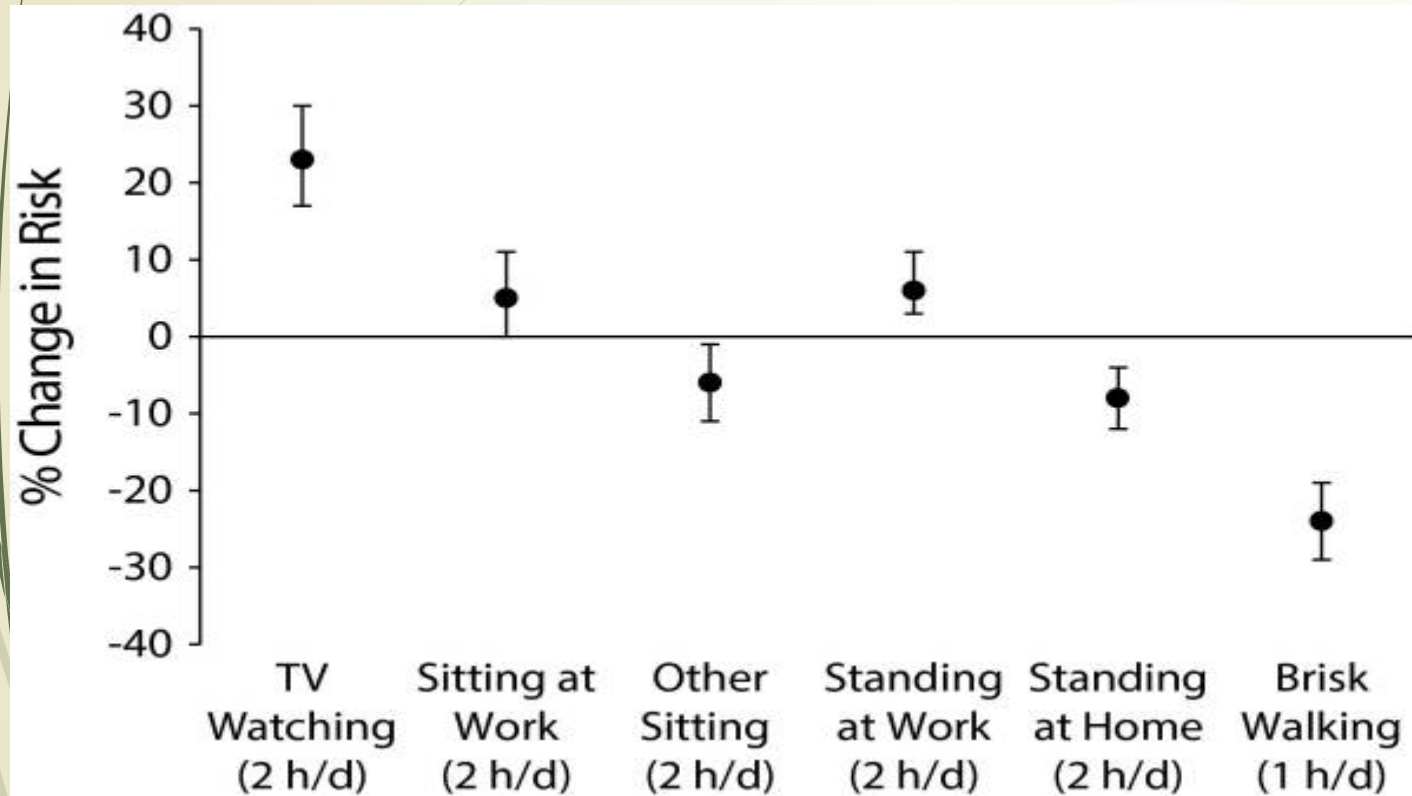 % Change in Risk
40
30
20
10
0
-10
-20
-30
-40
TV
Watching
(2 h/d)
Sitting at
Work
(2 h/d)
Other
Sitting
(2 h/d)
Standing
at Work
(2 h/d)
Standing
at Home
(2 h/d)
Brisk
Walking
(1 h/d)